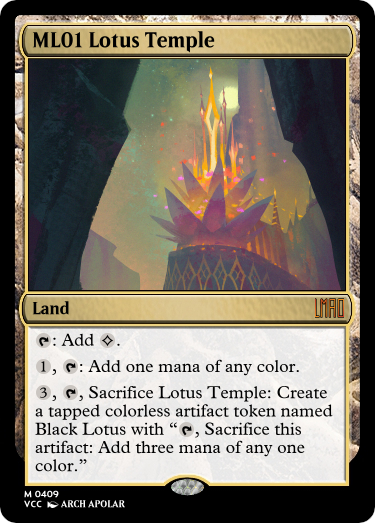 ML01 Lotus Temple
Land
LMAC
: Add .
1, : Add one mana of any color.
3, , Sacrifice Lotus Temple: Create
a tapped colorless artifact token named
Black Lotus with “, Sacrifice this
artifact: Add three mana of any one
color.”
M 0409
VCC ARCH APOLAR